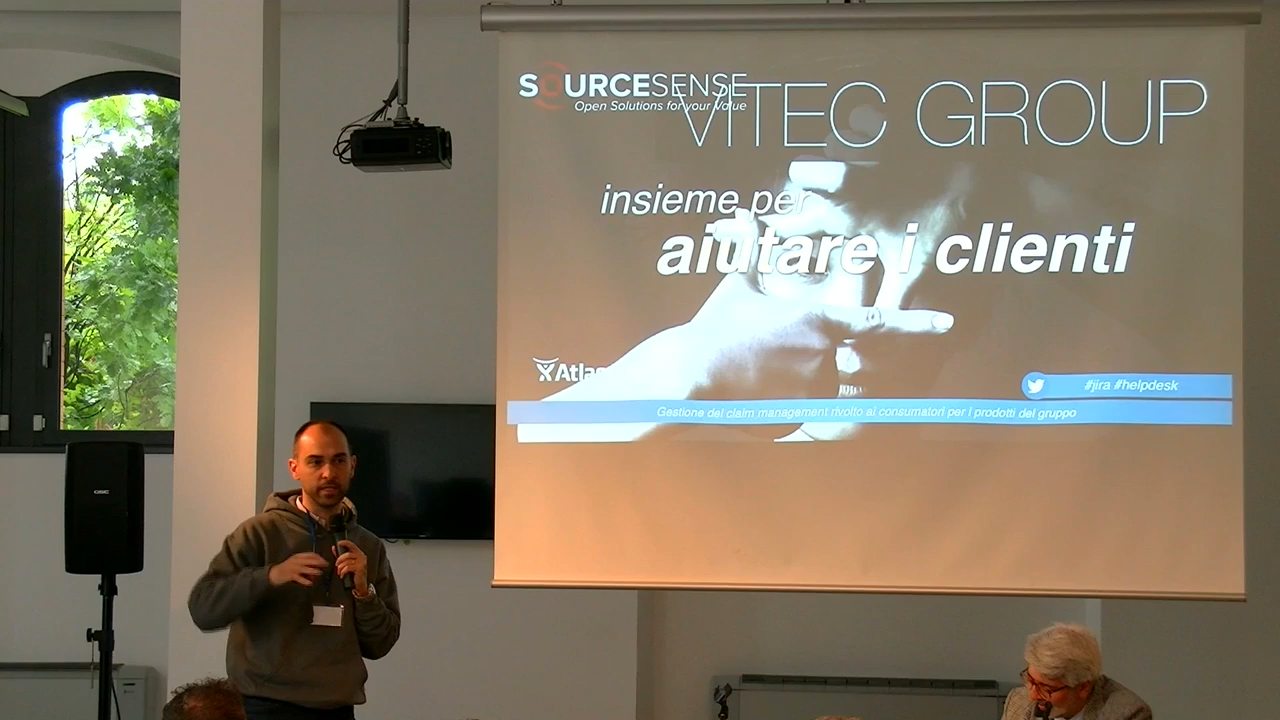 SOURCESENSE
Open Solutions for your Value
VITEC GROUP
insieme per
aiutare i clienti
Atlas
#jira #helpdesk
Gestione del claim management rivolto ai consumatori per i prodotti del gruppo